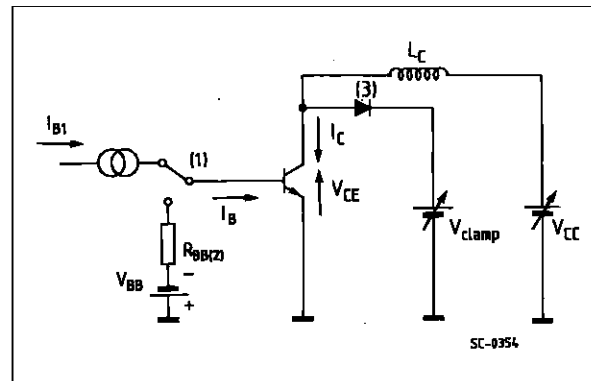 L_C
(3)
I_B1
(1)
I_C
I_B
V_CE
R_BB(2)
V_clamp
V_CC
V_BB
-
+
SC-0354